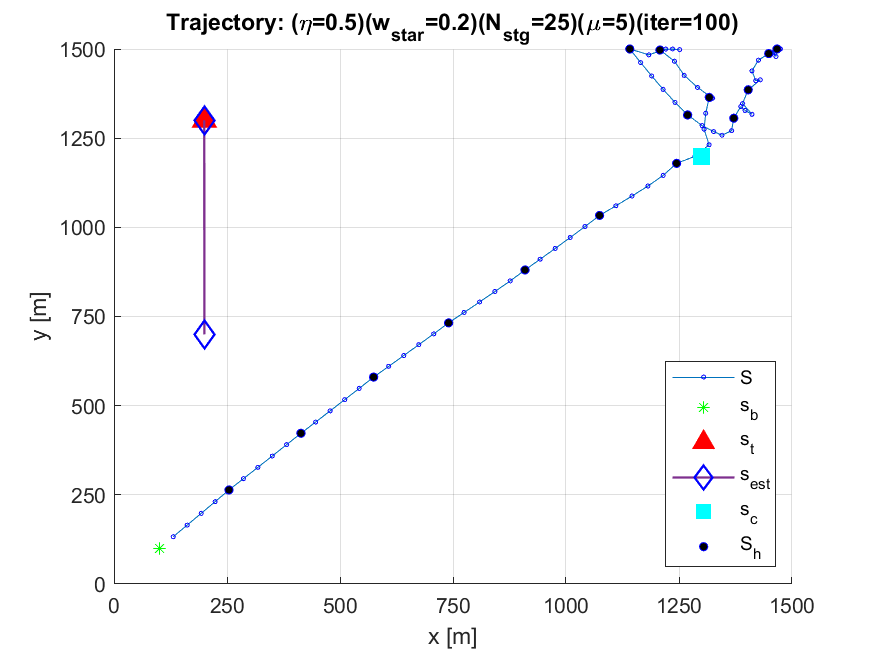 Trajectory: (η=0.5)(w_star=0.2)(N_stg=25)(μ=5)(iter=100)
1500
1250
1000
750
500
250
0
y [m]
0 250 500 750 1000 1250 1500
x [m]
S
s_b
s_t
s_est
s_c
S_h